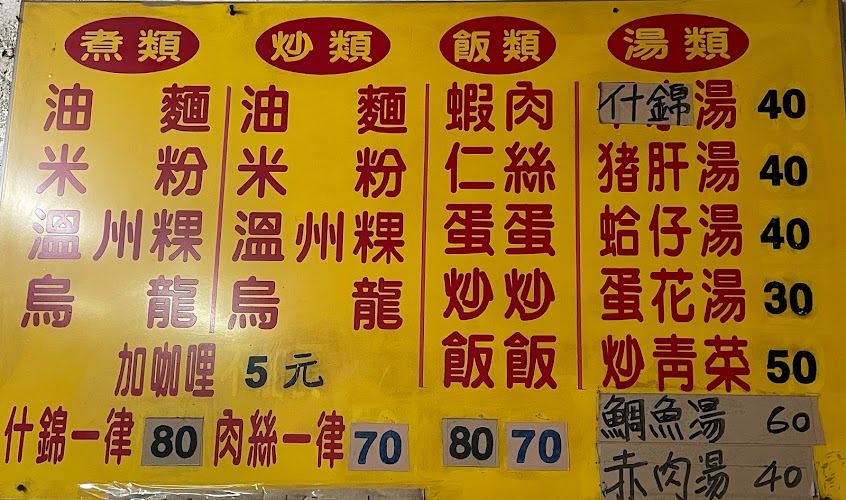 煮類
油麵
米粉
溫州粿
烏龍
炒類
油麵
米粉
溫州粿
烏龍
加咖哩 5元
什錦一律 80
肉絲一律 70
飯類
肉絲蛋炒飯 70
蝦仁蛋炒飯 80
湯類
什錦湯 40
猪肝湯 40
蛤仔湯 40
蛋花湯 30
炒青菜 50
鯛魚湯 60
赤肉湯 40